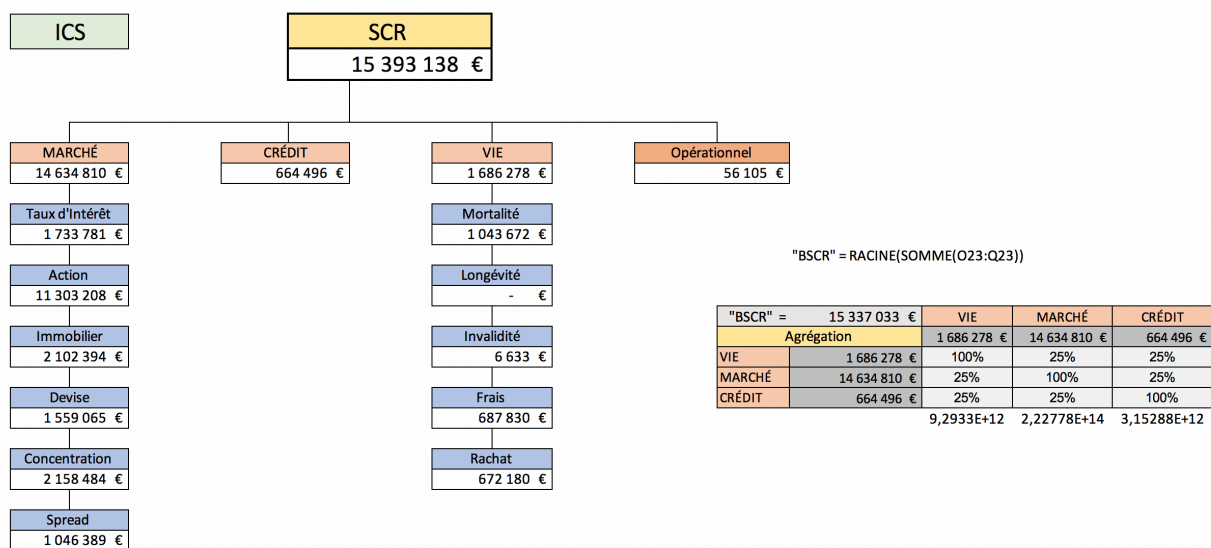 ICS
SCR
15 393 138 €
MARCHÉ
14 634 810 €
CRÉDIT
664 496 €
VIE
1 686 278 €
Opérationnel
56 105 €
Taux d'Intérêt
1 733 781 €
Action
11 303 208 €
Immobilier
2 102 394 €
Devise
1 559 065 €
Concentration
2 158 484 €
Spread
1 046 389 €
Mortalité
1 043 672 €
Longévité
- €
Invalidité
6 633 €
Frais
687 830 €
Rachat
672 180 €
"BSCR" = RACINE(SOMME(O23:Q23))
"BSCR" = 15 337 033 € VIE MARCHÉ CRÉDIT
Agrégation 1 686 278 € 14 634 810 € 664 496 €
VIE 1 686 278 € 100% 25% 25%
MARCHÉ 14 634 810 € 25% 100% 25%
CRÉDIT 664 496 € 25% 25% 100%
9,2933E+12 2,22778E+14 3,15288E+12